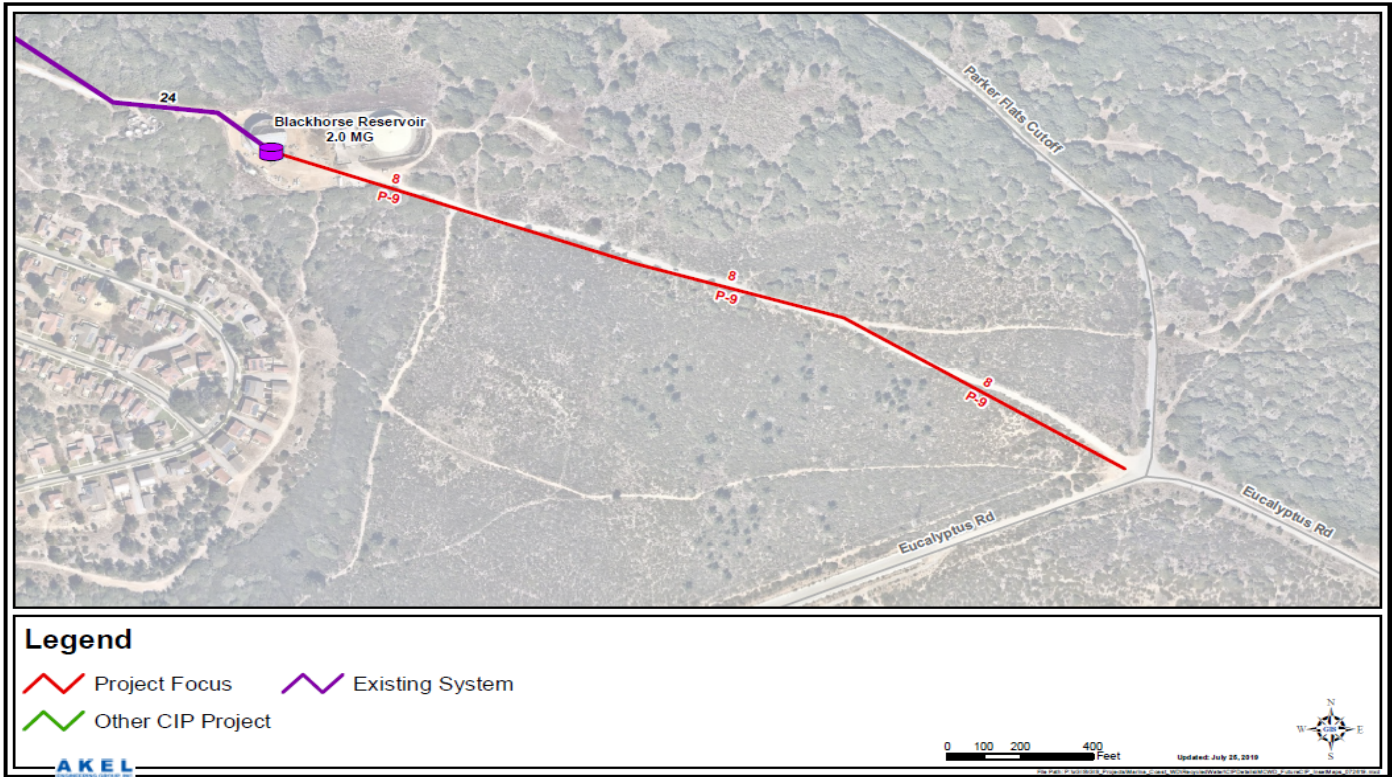 24
Blackhorse Reservoir
2.0 MG
Parker Flats Cutoff
8
P-9
8
P-9
8
P-9
Eucalyptus Rd
Eucalyptus Rd
Legend
Project Focus
Existing System
Other CIP Project
N
W
GIS
E
S
0 100 200 400
Feet
Updated: July 25, 2019
AKEL